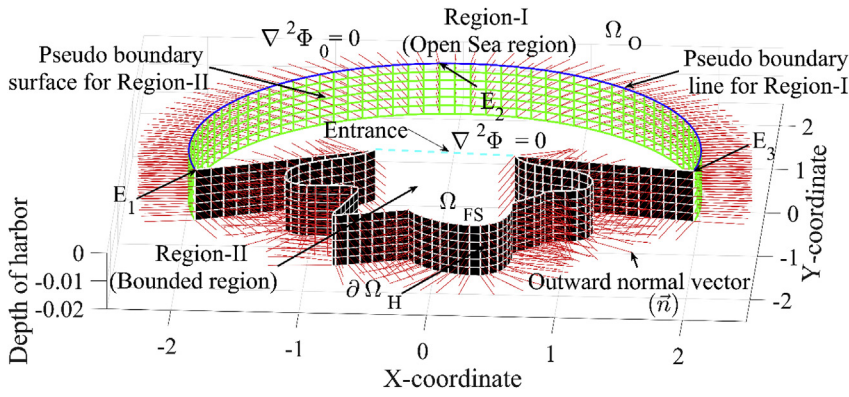 Region-I
(Open Sea region)
∇ ²Φ₀ = 0
Ω_O
Pseudo boundary
surface for Region-II
Pseudo boundary
line for Region-I
E₂
Entrance
∇ ²Φ = 0
E₃
E₁
Ω_FS
Region-II
(Bounded region)
∂Ω_H
Outward normal vector
(n⃗)
Depth of harbor
0
-0.01
-0.02
-2
-1
0
1
2
X-coordinate
2
1
0
-1
-2
Y-coordinate